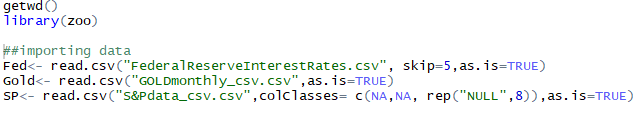 getwd()
library(zoo)
##importing data
Fed<- read.csv("FederalReserveInterestRates.csv", skip=5,as.is=TRUE)
Gold<- read.csv("GOLDmonthly_csv.csv",as.is=TRUE)
SP<- read.csv("S&Pdata_csv.csv",colClasses= c(NA,NA, rep("NULL",8)),as.is=TRUE)